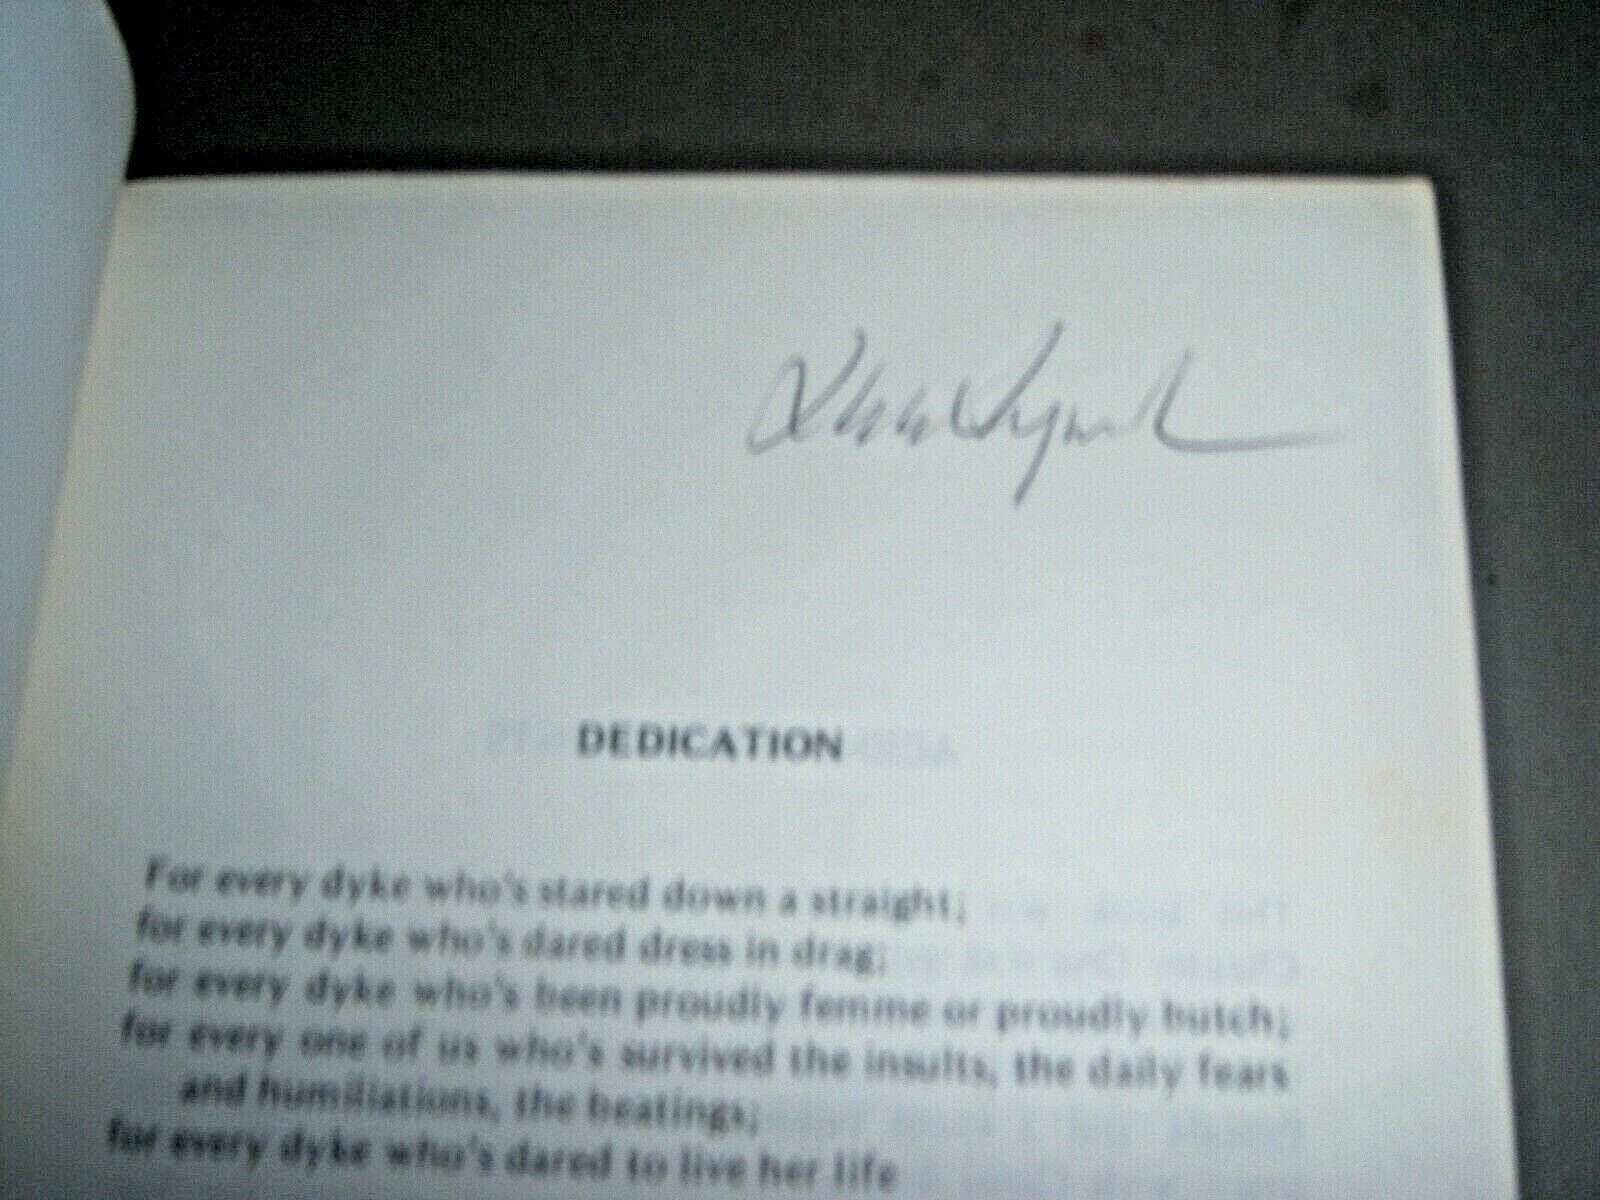 Lee Lynch
DEDICATION
For every dyke who's stared down a straight;
for every dyke who's dared dress in drag;
for every dyke who's been proudly femme or proudly butch;
for every one of us who's survived the insults, the daily fears
and humiliations, the beatings;
for every dyke who's dared to live her life